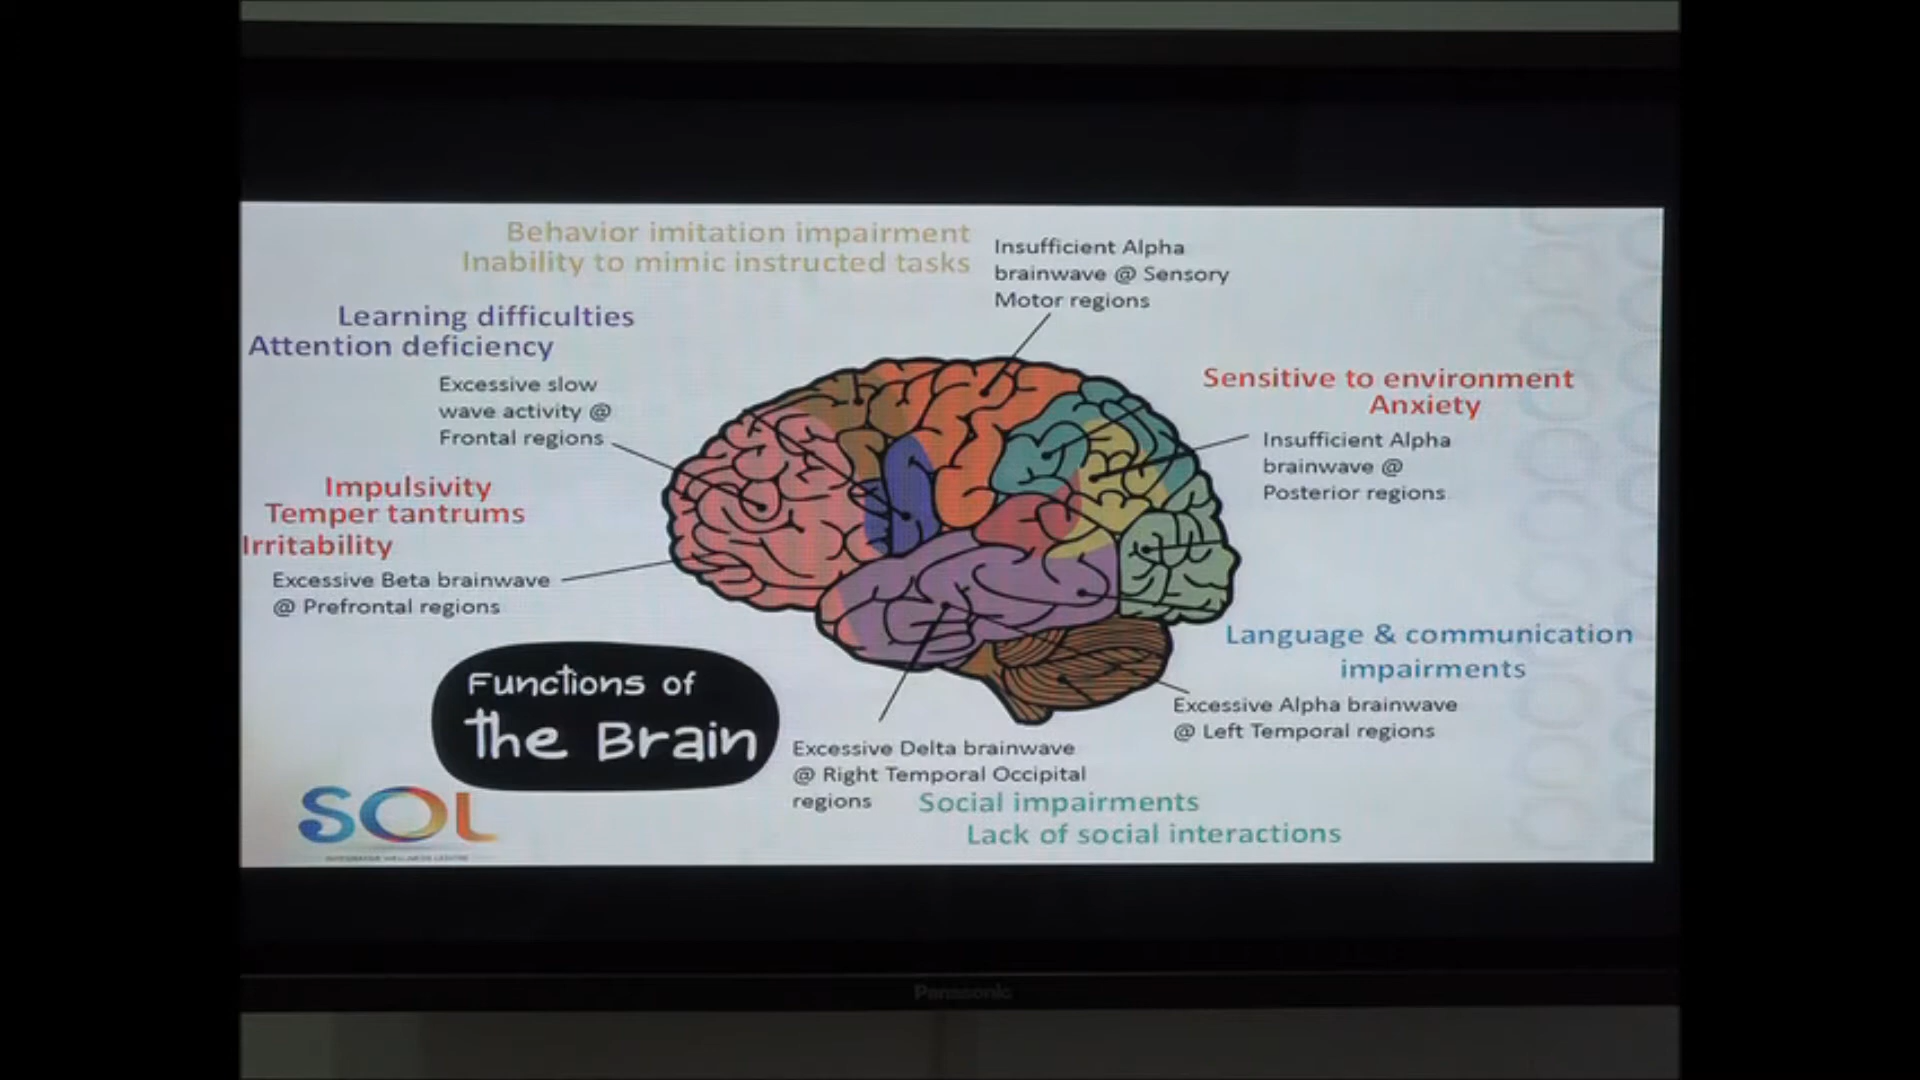 Behavior imitation impairment
Inability to mimic instructed tasks
Insufficient Alpha
brainwave @ Sensory
Motor regions
Learning difficulties
Attention deficiency
Excessive slow
wave activity @
Frontal regions
Sensitive to environment
Anxiety
Insufficient Alpha
brainwave @
Posterior regions
Impulsivity
Temper tantrums
Irritability
Excessive Beta brainwave
@ Prefrontal regions
Language & communication
impairments
Excessive Alpha brainwave
@ Left Temporal regions
Functions of
the Brain
Excessive Delta brainwave
@ Right Temporal Occipital
regions
Social impairments
Lack of social interactions
SOL
INTEGRATIVE WELLNESS CENTRE
Panasonic